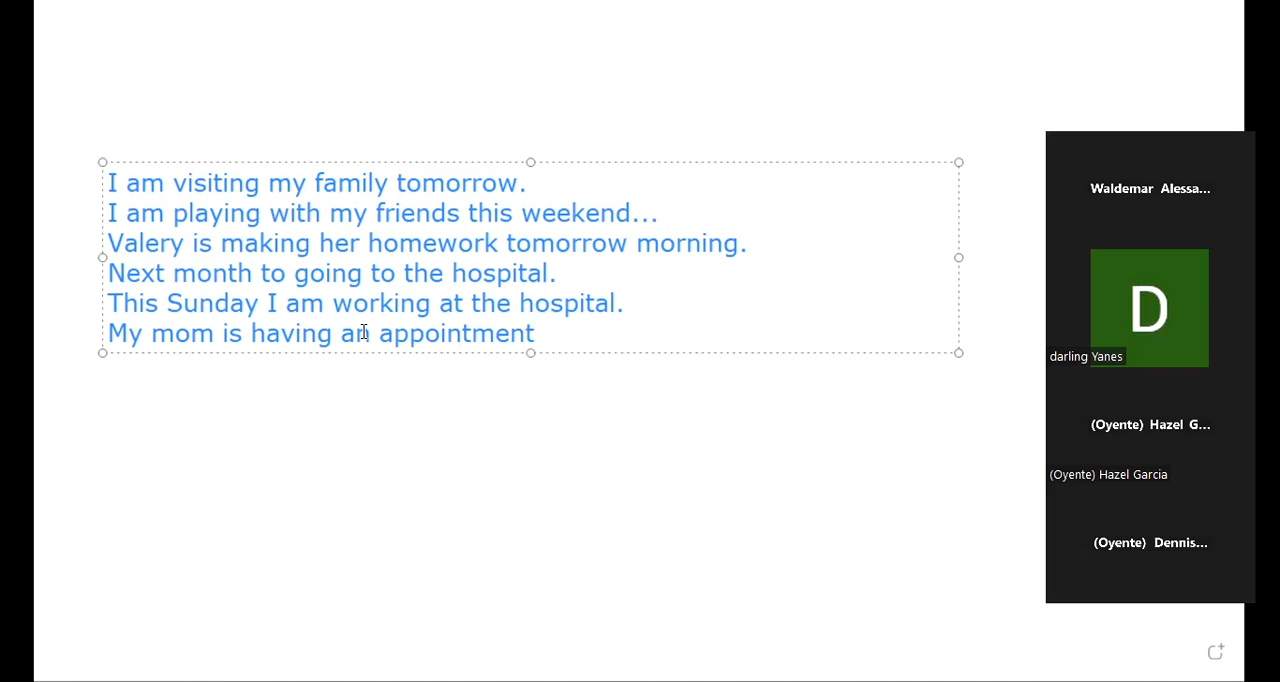 I am visiting my family tomorrow.
I am playing with my friends this weekend...
Valery is making her homework tomorrow morning.
Next month to going to the hospital.
This Sunday I am working at the hospital.
My mom is having an appointment
Waldemar Alessa...
D
darling Yanes
(Oyente) Hazel G...
(Oyente) Hazel Garcia
(Oyente) Dennis...